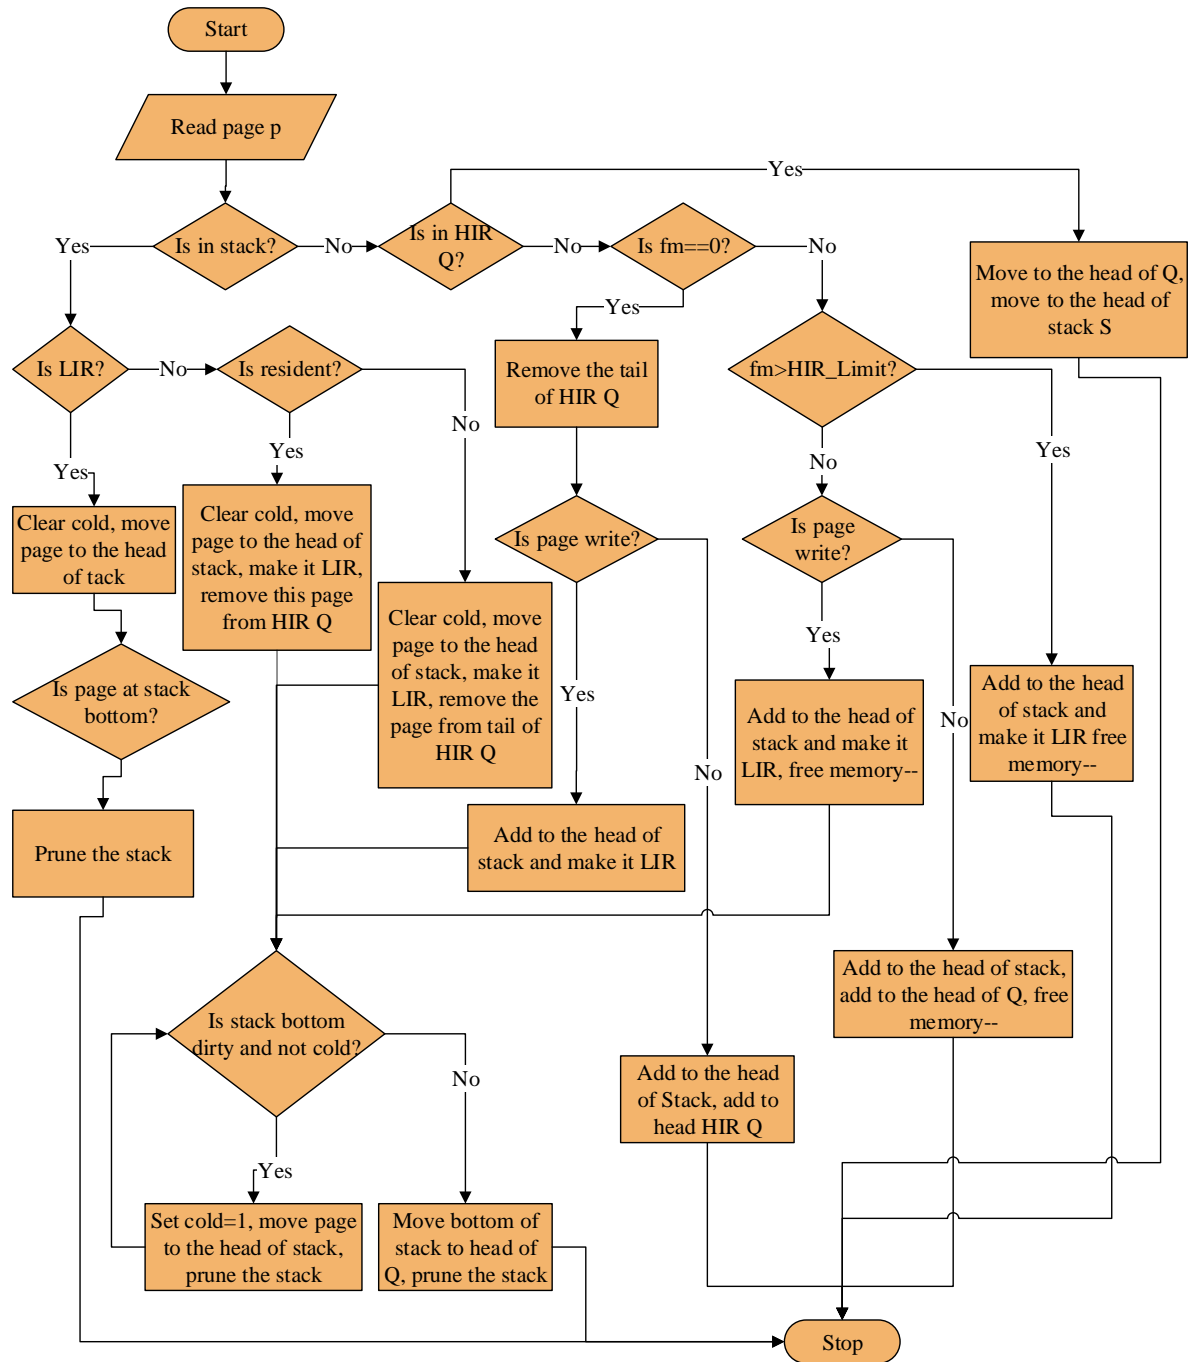 Start
Read page p
Yes
Is in stack?
No
Is in HIR
Q?
No
Is fm==0?
No
Yes
Yes
Move to the head of Q,
move to the head of
stack S
Is LIR?
No
Is resident?
Remove the tail
of HIR Q
fm>HIR_Limit?
Yes
Yes
No
No
Yes
Clear cold, move
page to the head
of tack
Clear cold, move
page to the head of
stack, make it LIR,
remove this page
from HIR Q
Is page write?
Is page
write?
Clear cold, move
page to the head
of stack, make it
LIR, remove the
page from tail of
HIR Q
Yes
Yes
Is page at stack
bottom?
Add to the head of
stack and make it
LIR, free memory--
No
Add to the head
of stack and
make it LIR free
memory--
No
Prune the stack
Add to the head of
stack and make it LIR
Is stack bottom
dirty and not cold?
Add to the head of stack,
add to the head of Q, free
memory--
No
Add to the head
of Stack, add to
head HIR Q
Yes
Set cold=1, move page
to the head of stack,
prune the stack
Move bottom of
stack to head of
Q, prune the stack
Stop